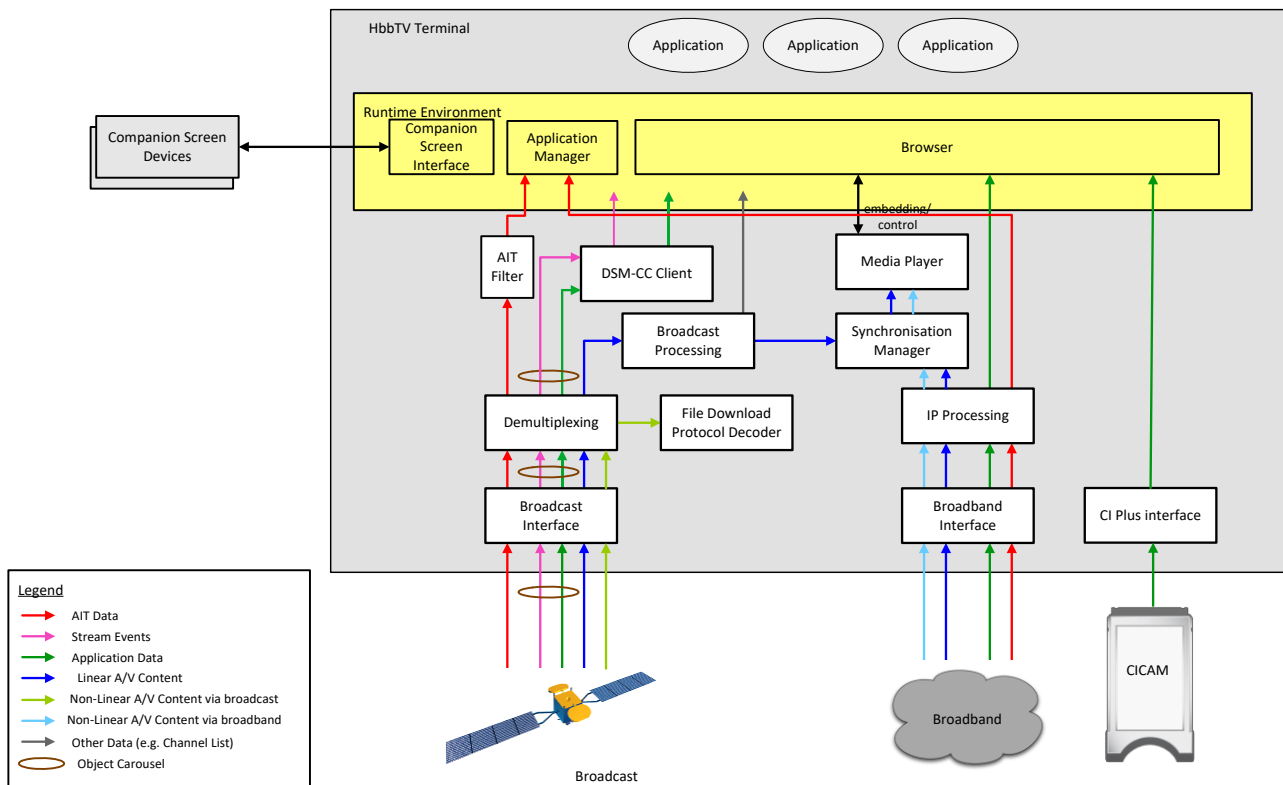 HbbTV Terminal
Application
Application
Application
Runtime Environment
Companion Screen
Devices
Companion
Screen
Interface
Application
Manager
Browser
embedding/
control
AIT
Filter
DSM-CC Client
Media Player
Broadcast
Processing
Synchronisation
Manager
Demultiplexing
File Download
Protocol Decoder
IP Processing
Broadcast
Interface
Broadband
Interface
CI Plus interface
Legend
AIT Data
Stream Events
Application Data
Linear A/V Content
Non-Linear A/V Content via broadcast
Non-Linear A/V Content via broadband
Other Data (e.g. Channel List)
Object Carousel
Broadcast
Broadband
CICAM